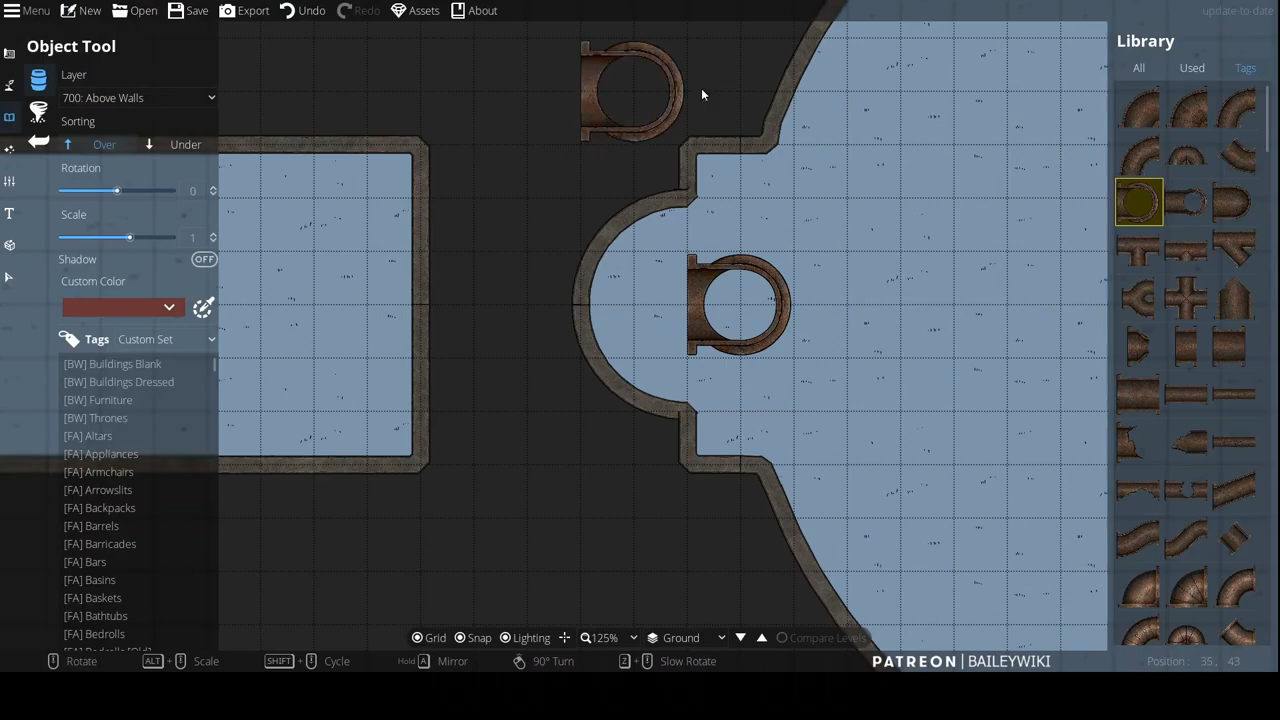 Menu New Open Save Export Undo Redo Assets About update-to-date
Object Tool
Layer
700: Above Walls
Sorting
Over Under
Rotation
0
Scale
1
Shadow OFF
Custom Color
Tags Custom Set
[BW] Buildings Blank
[BW] Buildings Dressed
[BW] Furniture
[BW] Thrones
[FA] Altars
[FA] Appliances
[FA] Armchairs
[FA] Armoires
[FA] Arrowslits
[FA] Backpacks
[FA] Barrels
[FA] Barricades
[FA] Bars
[FA] Basins
[FA] Baskets
[FA] Bathtubs
[FA] Bedrolls
Library
All Used Tags
Grid Snap Lighting 125% Ground Compare Levels
Rotate ALT + Scale SHIFT + Cycle Hold A Mirror 90° Turn Z + Slow Rotate PATREON | BAILEYWIKI Position : 35 , 43